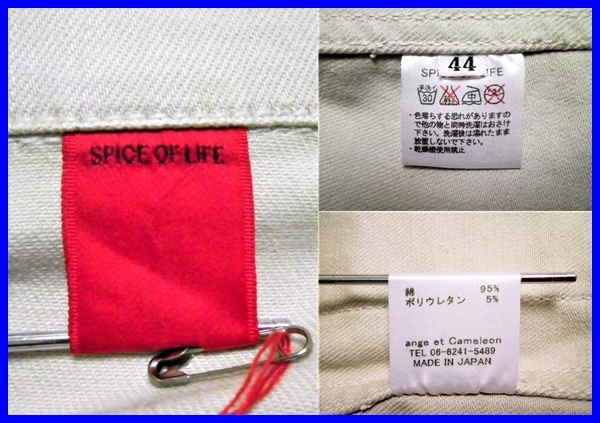 SPICE OF LIFE
44
SPI LIFE
30
・色落ちする恐れがありますの
で他の物と同時洗濯はおさけ
下さい。洗濯後は濡れたまま
放置しないで下さい。
・乾燥機使用禁止
綿 95%
ポリウレタン 5%
ange et Cameleon
TEL 06-6241-5489
MADE IN JAPAN